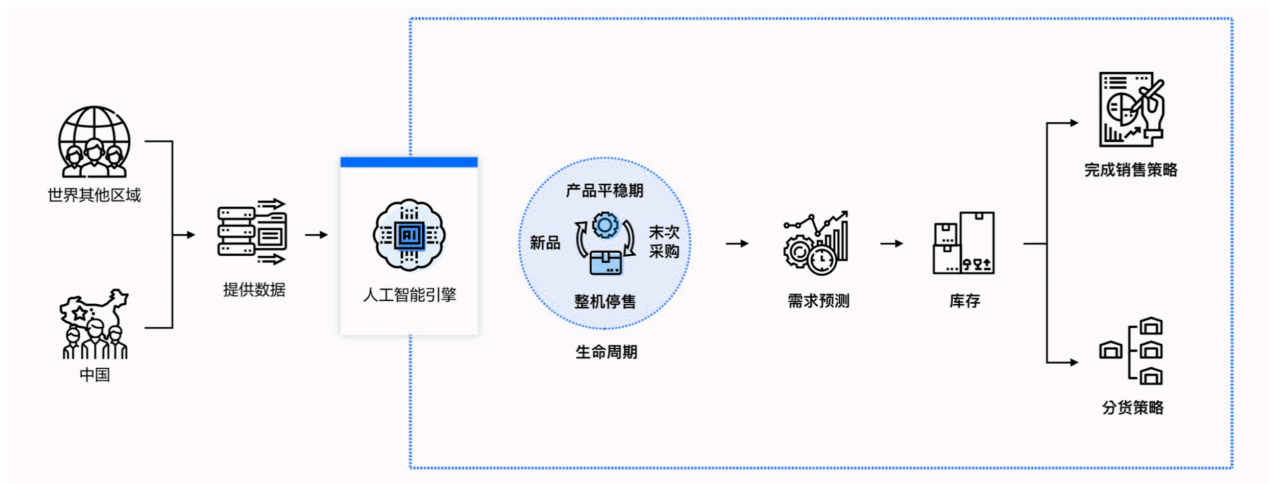 世界其他区域
中国
提供数据
AI
人工智能引擎
产品平稳期
新品
末次
采购
整机停售
生命周期
需求预测
库存
完成销售策略
分货策略